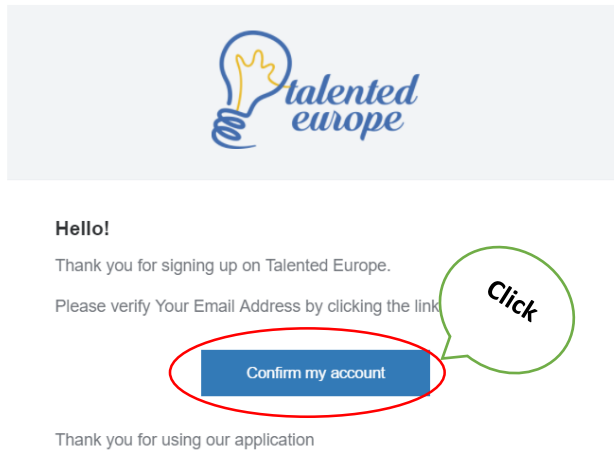 talented
europe
Hello!
Thank you for signing up on Talented Europe.
Please verify Your Email Address by clicking the link
Click
Confirm my account
Thank you for using our application